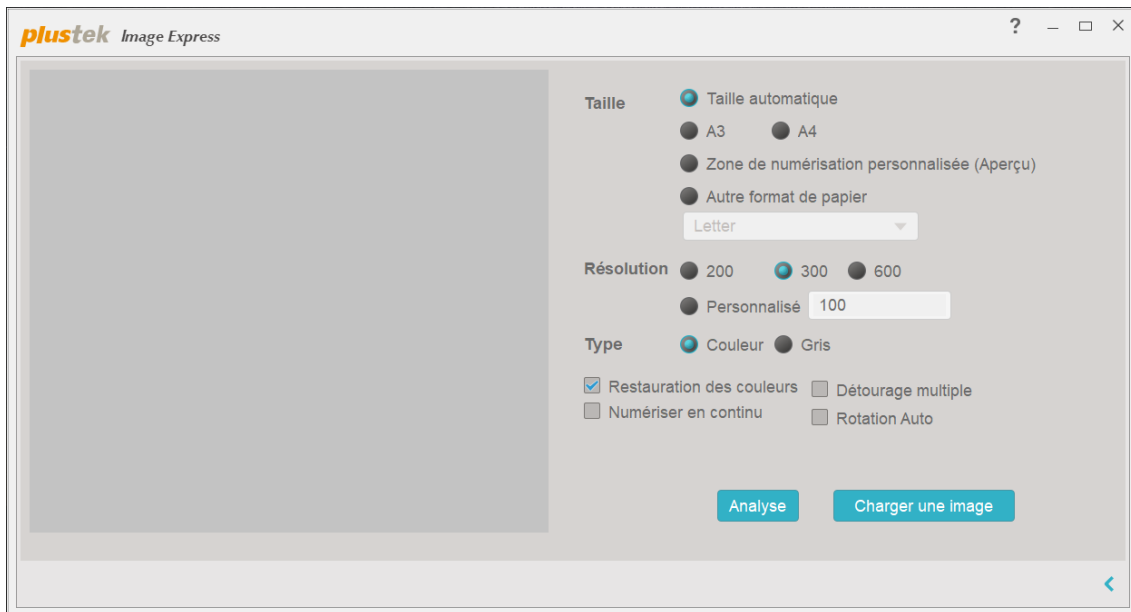 plustek Image Express ?
Taille
Taille automatique
A3 A4
Zone de numérisation personnalisée (Aperçu)
Autre format de papier
Letter
Résolution 200 300 600
Personnalisé 100
Type Couleur Gris
Restauration des couleurs Détourage multiple
Numériser en continu Rotation Auto
Analyse Charger une image